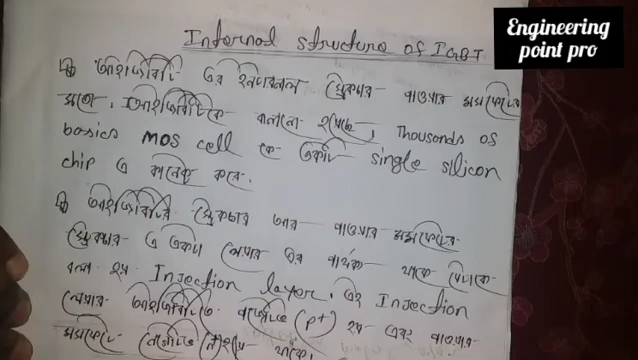 Engineering
point pro
Internal structure of IGBT
আইজিবিটি এর ইন্টারনাল স্ট্রাকচার পাওয়ার মসফেটের
মতো। আইজিবিটিকে বানানো হয়েছে, Thousands of
basics MOS cell কে একটি single silicon
chip এ কানেক্ট করে.
আইজিবিটির স্ট্রাকচার আর পাওয়ার মসফেটের
স্ট্রাকচার এ একটা লেয়ার এর পার্থক্য থাকে যেটাকে
বলা হয় Injection layer. এই Injection
লেয়ার আইজিবিটিতে পজেটিভ (p+) হয় এবং পাওয়ার
মসফেটে নেগেটিভ থাকে।